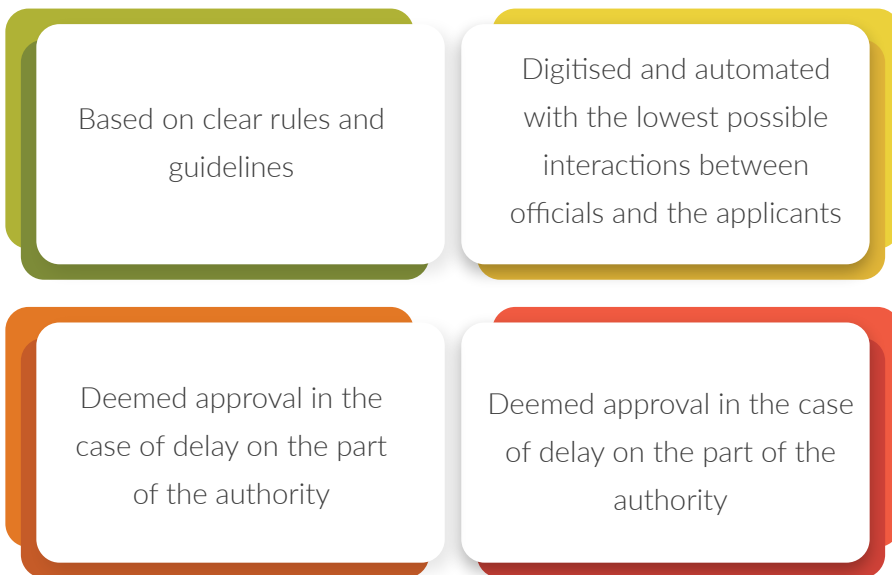 Based on clear rules and
guidelines
Digitised and automated
with the lowest possible
interactions between
officials and the applicants
Deemed approval in the
case of delay on the part
of the authority
Deemed approval in the case
of delay on the part of the
authority